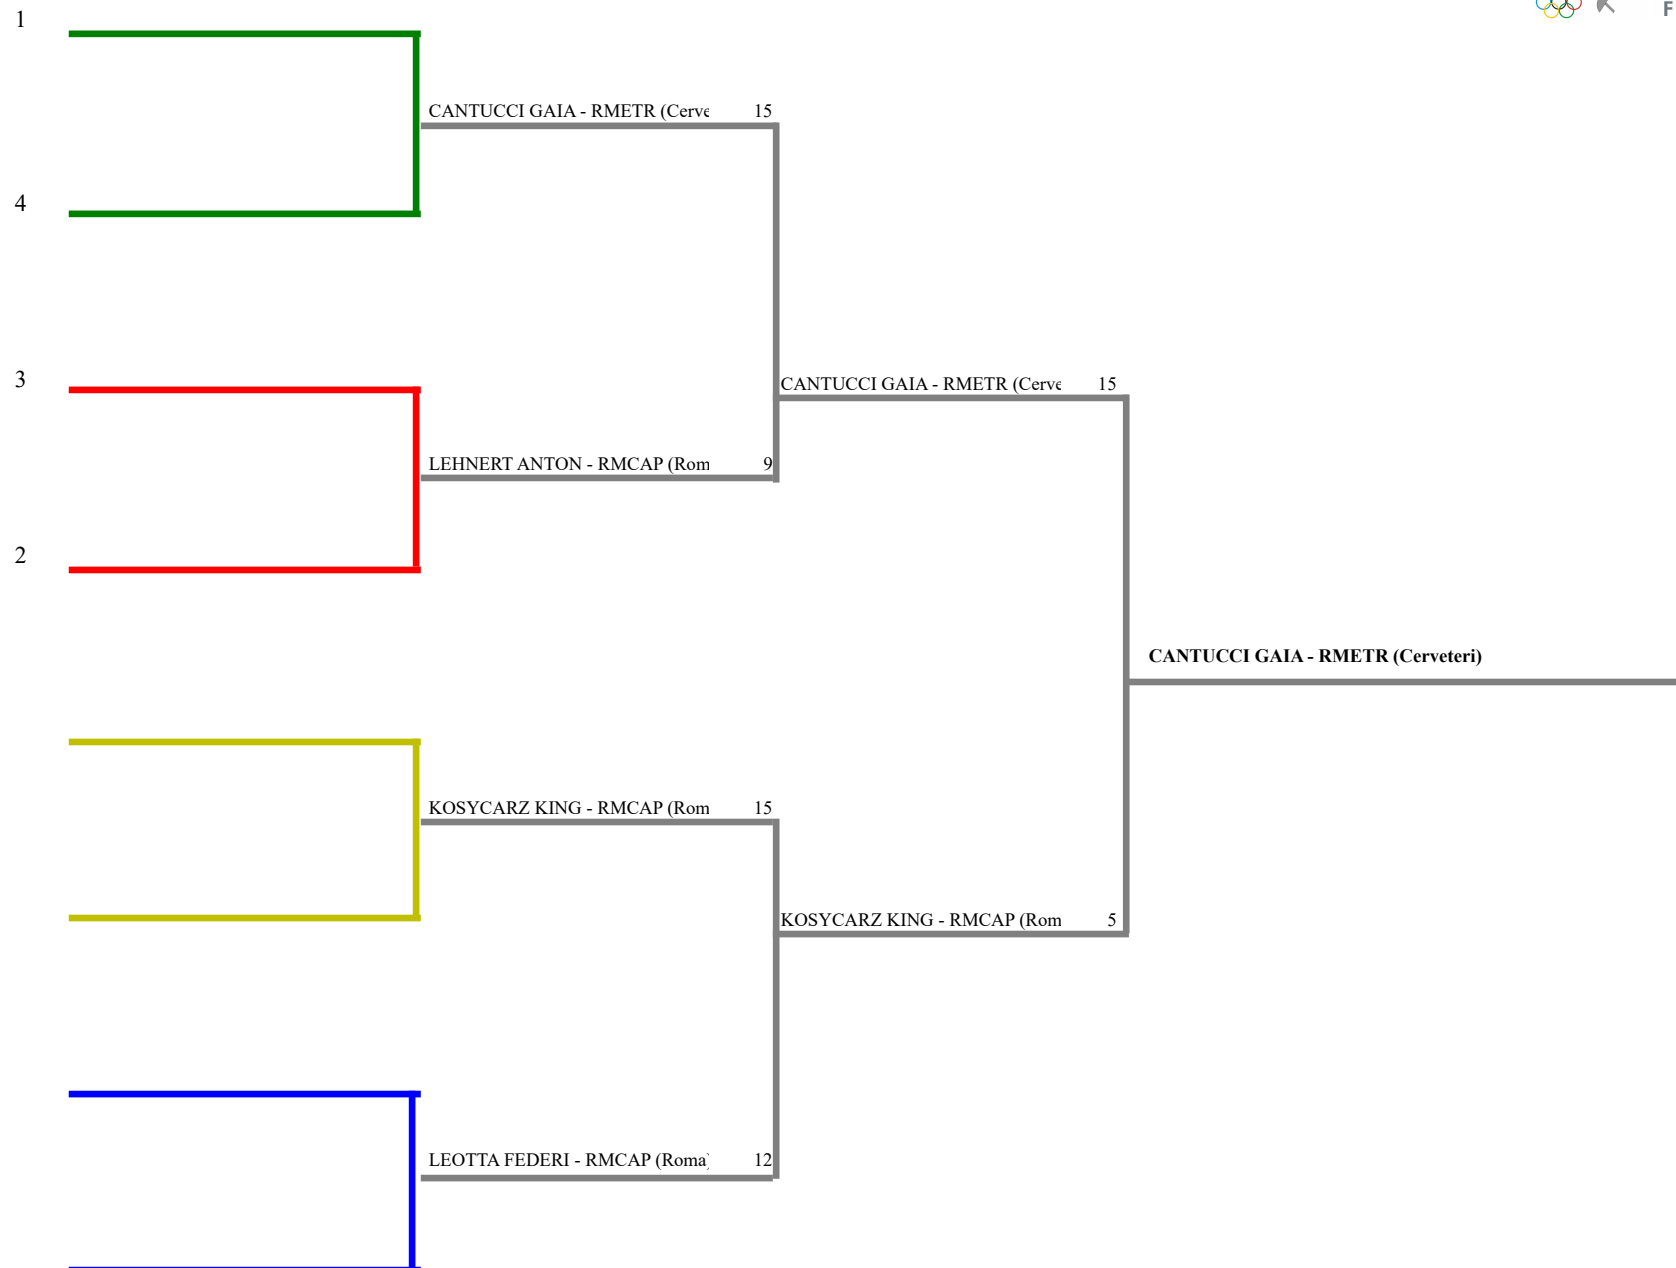 F
1
CANTUCCI GAIA - RMETR (Cerve 15
4
3
CANTUCCI GAIA - RMETR (Cerve 15
LEHNERT ANTON - RMCAP (Rom 9
2
CANTUCCI GAIA - RMETR (Cerveteri)
KOSYCARZ KING - RMCAP (Rom 15
KOSYCARZ KING - RMCAP (Rom 5
LEOTTA FEDERI - RMCAP (Roma) 12